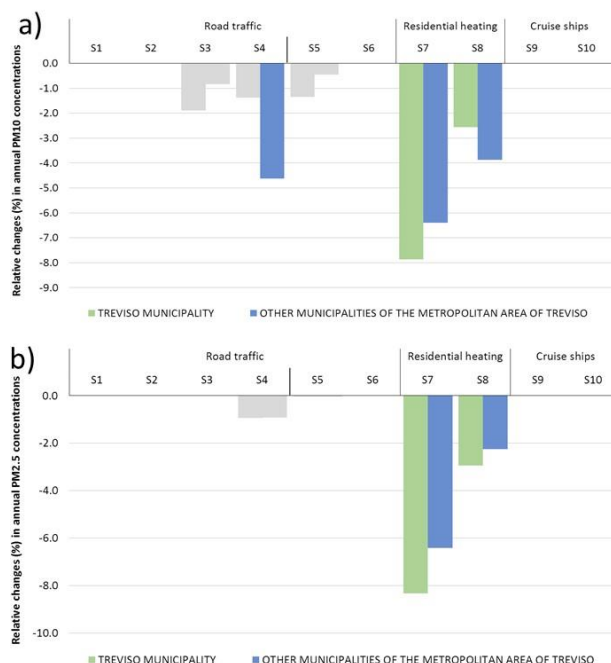 a)
Road traffic Residential heating Cruise ships
S1 S2 S3 S4 S5 S6 S7 S8 S9 S10
Relative changes (%) in annual PM10 concentrations
0.0
-1.0
-2.0
-3.0
-4.0
-5.0
-6.0
-7.0
-8.0
-9.0
TREVISO MUNICIPALITY OTHER MUNICIPALITIES OF THE METROPOLITAN AREA OF TREVISO
b)
Road traffic Residential heating Cruise ships
S1 S2 S3 S4 S5 S6 S7 S8 S9 S10
Relative changes (%) in annual PM2.5 concentrations
0.0
-2.0
-4.0
-6.0
-8.0
-10.0
TREVISO MUNICIPALITY OTHER MUNICIPALITIES OF THE METROPOLITAN AREA OF TREVISO